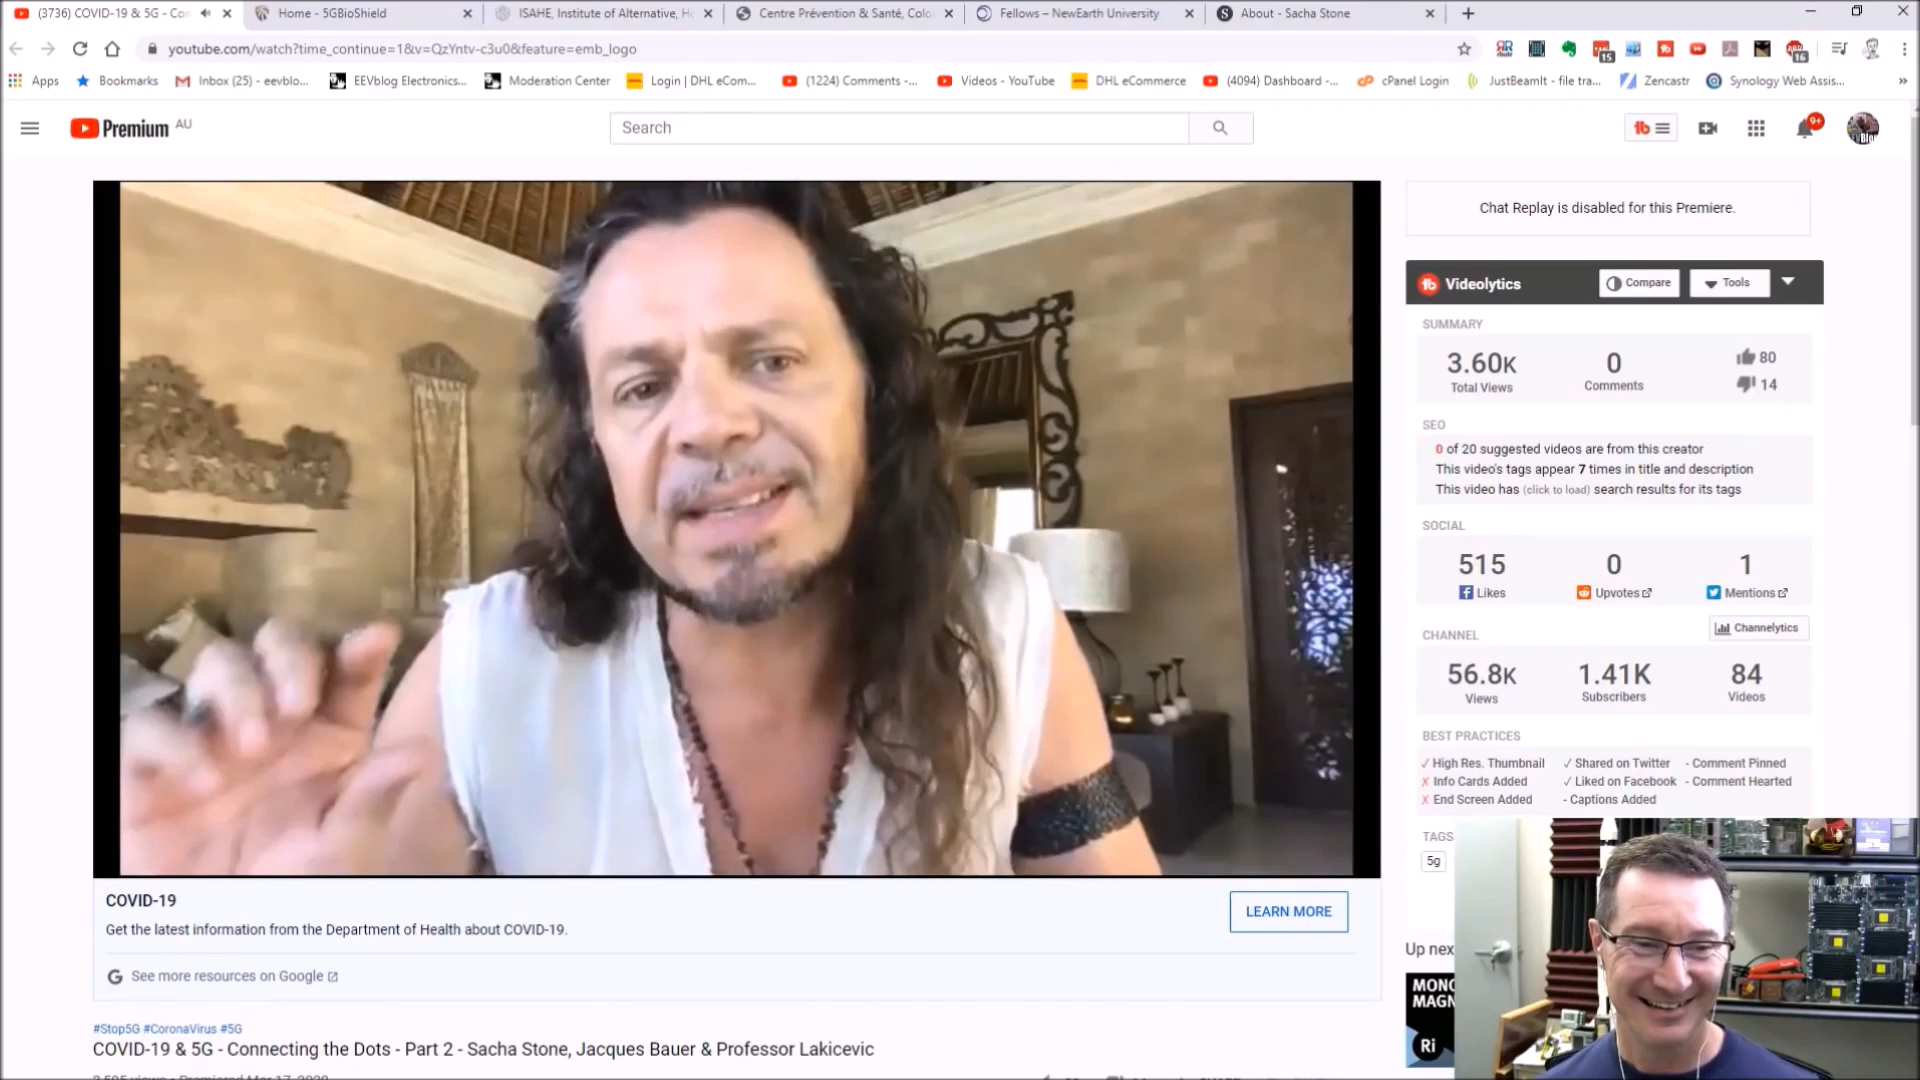 (3736) COVID-19 & 5G - Con
Home - 5GBioShield
ISAHE, Institute of Alternative, Ho
Centre Prévention & Santé, Colo
Fellows – NewEarth University
About - Sacha Stone
youtube.com/watch?time_continue=1&v=QzYntv-c3u0&feature=emb_logo
15
16
Apps
Bookmarks
Inbox (25) - eevblo...
EEVblog Electronics...
Moderation Center
Login | DHL eCom...
(1224) Comments -...
Videos - YouTube
DHL eCommerce
(4094) Dashboard -...
cPanel Login
JustBeamIt - file tra...
Zencastr
Synology Web Assis...
Premium AU
Search
9+
Chat Replay is disabled for this Premiere.
Videolytics
Compare
Tools
SUMMARY
3.60K
0
80
Total Views
Comments
14
SEO
0 of 20 suggested videos are from this creator
This video's tags appear 7 times in title and description
This video has (click to load) search results for its tags
SOCIAL
515
0
1
Likes
Upvotes
Mentions
CHANNEL
Channelytics
56.8K
1.41K
84
Views
Subscribers
Videos
BEST PRACTICES
✓ High Res. Thumbnail
✓ Shared on Twitter
- Comment Pinned
✗ Info Cards Added
✓ Liked on Facebook
- Comment Hearted
✗ End Screen Added
- Captions Added
TAGS
5g
COVID-19
Get the latest information from the Department of Health about COVID-19.
LEARN MORE
See more resources on Google
Up nex
MONO
MAGN
Ri
#Stop5G #CoronaVirus #5G
COVID-19 & 5G - Connecting the Dots - Part 2 - Sacha Stone, Jacques Bauer & Professor Lakicevic